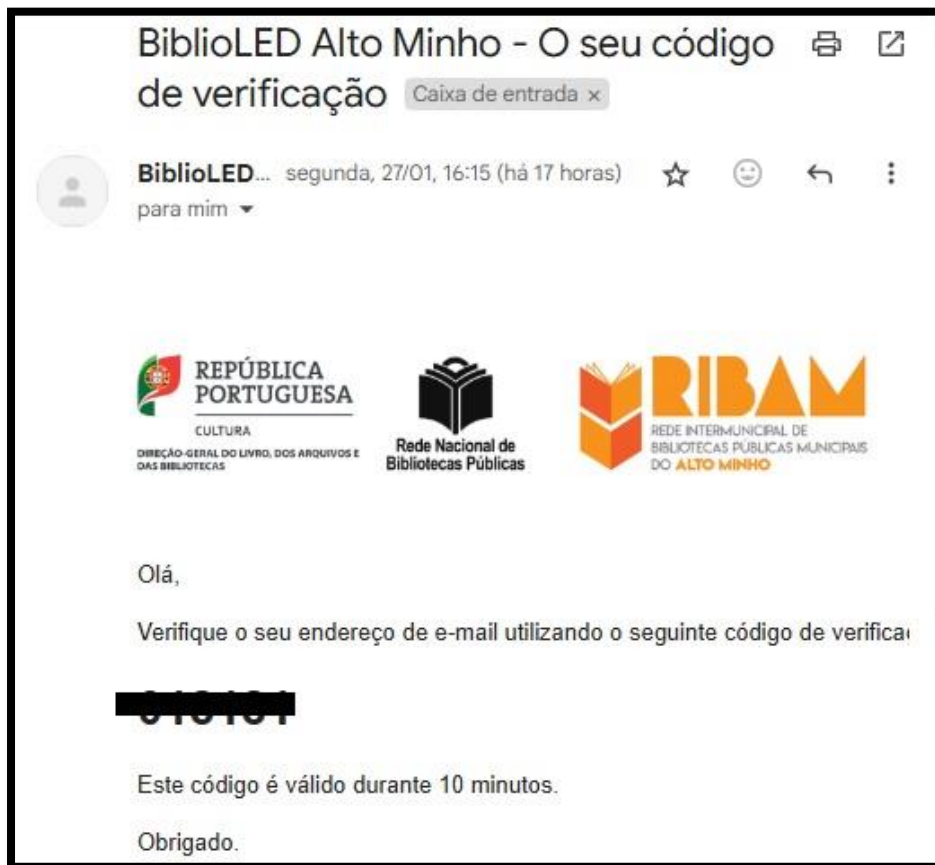 BiblioLED Alto Minho - O seu código
de verificação Caixa de entrada ×
BiblioLED... segunda, 27/01, 16:15 (há 17 horas)
para mim
REPÚBLICA
PORTUGUESA
CULTURA
DIREÇÃO-GERAL DO LIVRO, DOS ARQUIVOS E
DAS BIBLIOTECAS
Rede Nacional de
Bibliotecas Públicas
RIBAM
REDE INTERMUNICIPAL DE
BIBLIOTECAS PÚBLICAS MUNICIPAIS
DO ALTO MINHO
Olá,
Verifique o seu endereço de e-mail utilizando o seguinte código de
Este código é válido durante 10 minutos.
Obrigado.